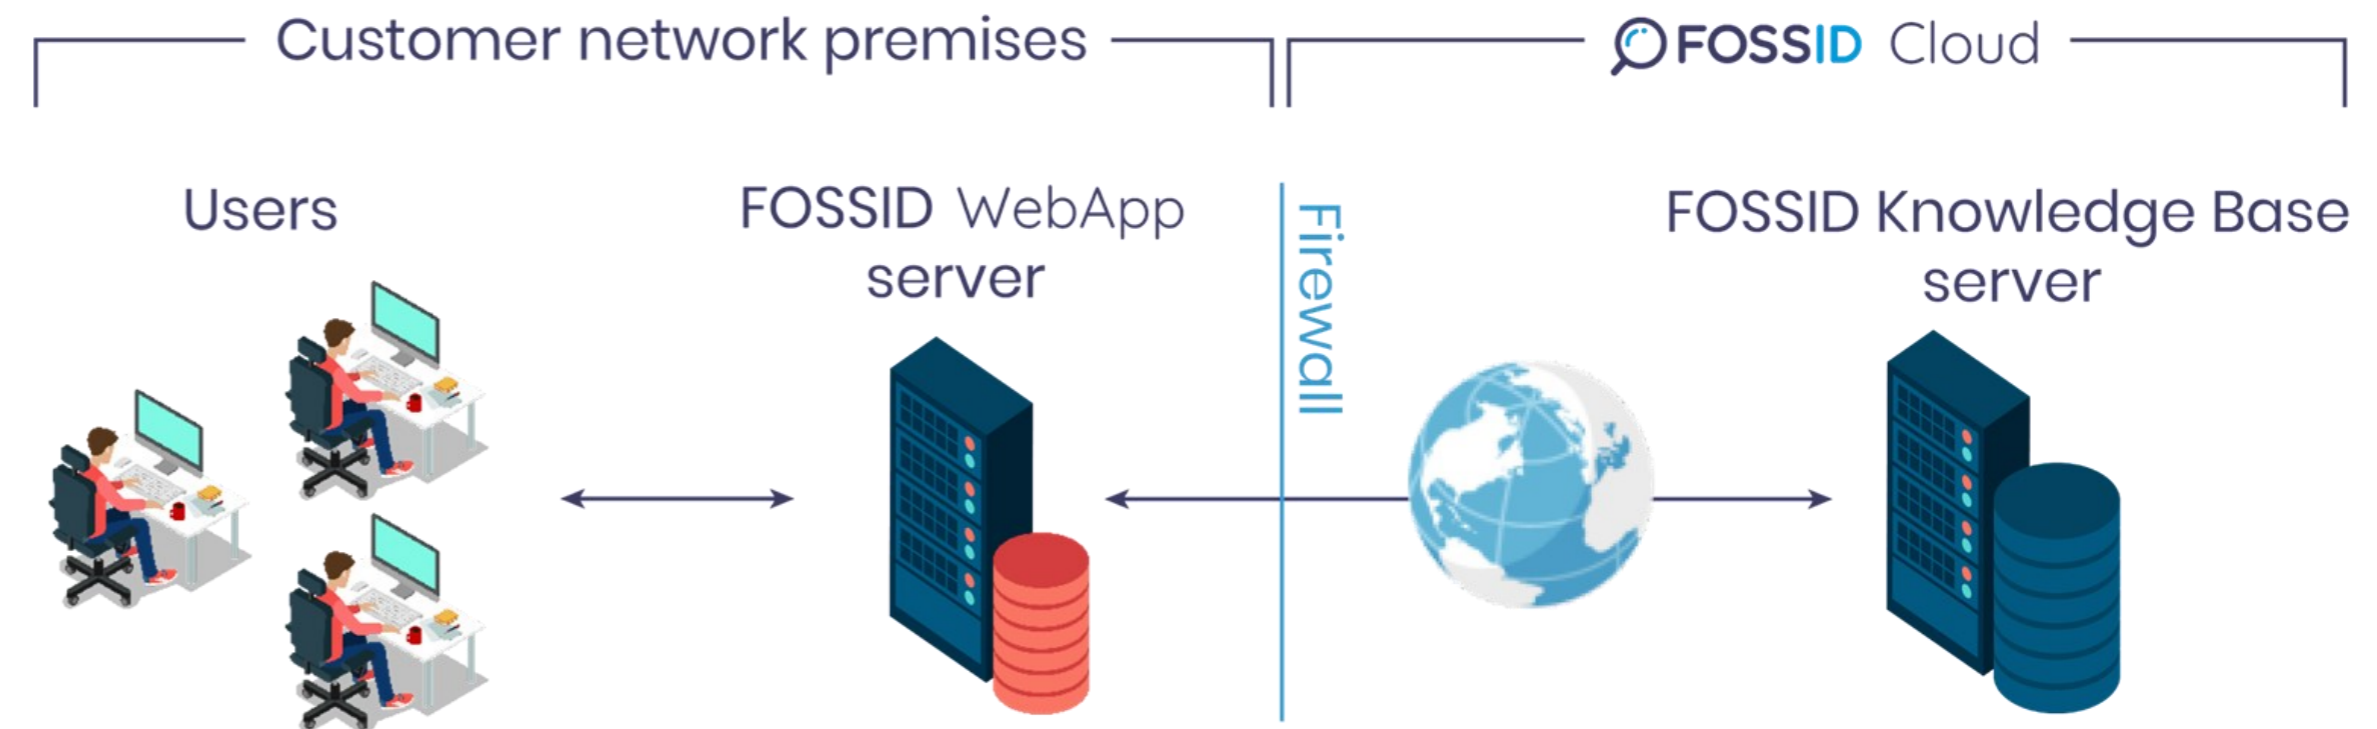 Customer network premises
FOSSID Cloud
Users
FOSSID WebApp
server
Firewall
FOSSID Knowledge Base
server